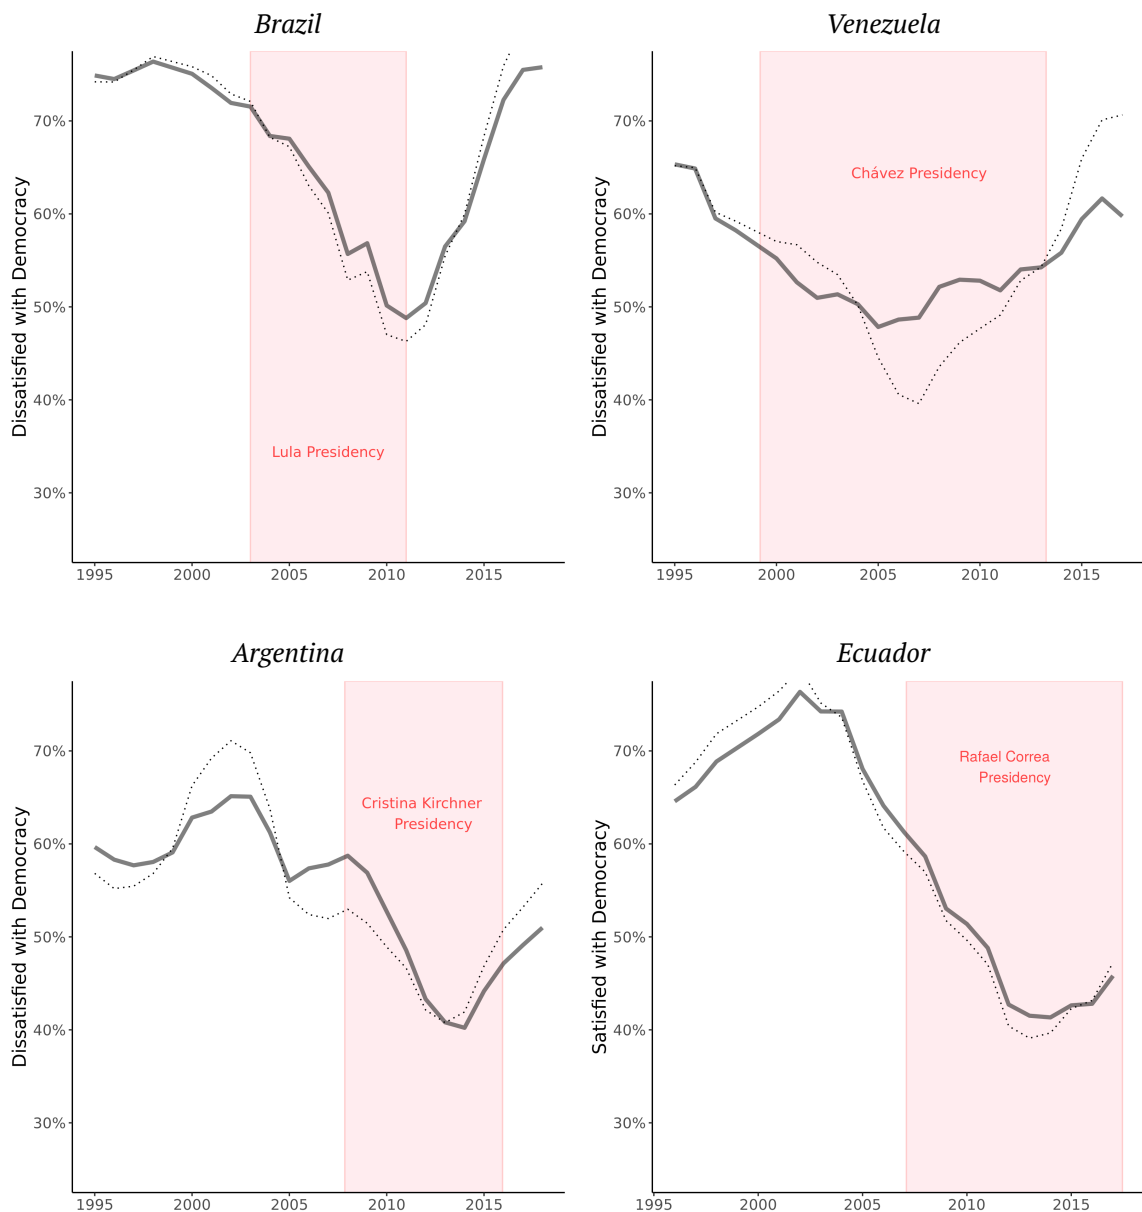 Brazil
Dissatisfied with Democracy
70%
60%
50%
40%
30%
Lula Presidency
1995
2000
2005
2010
2015
Venezuela
Dissatisfied with Democracy
70%
60%
50%
40%
30%
Chávez Presidency
1995
2000
2005
2010
2015
Argentina
Dissatisfied with Democracy
70%
60%
50%
40%
30%
Cristina Kirchner
Presidency
1995
2000
2005
2010
2015
Ecuador
Satisfied with Democracy
70%
60%
50%
40%
30%
Rafael Correa
Presidency
1995
2000
2005
2010
2015